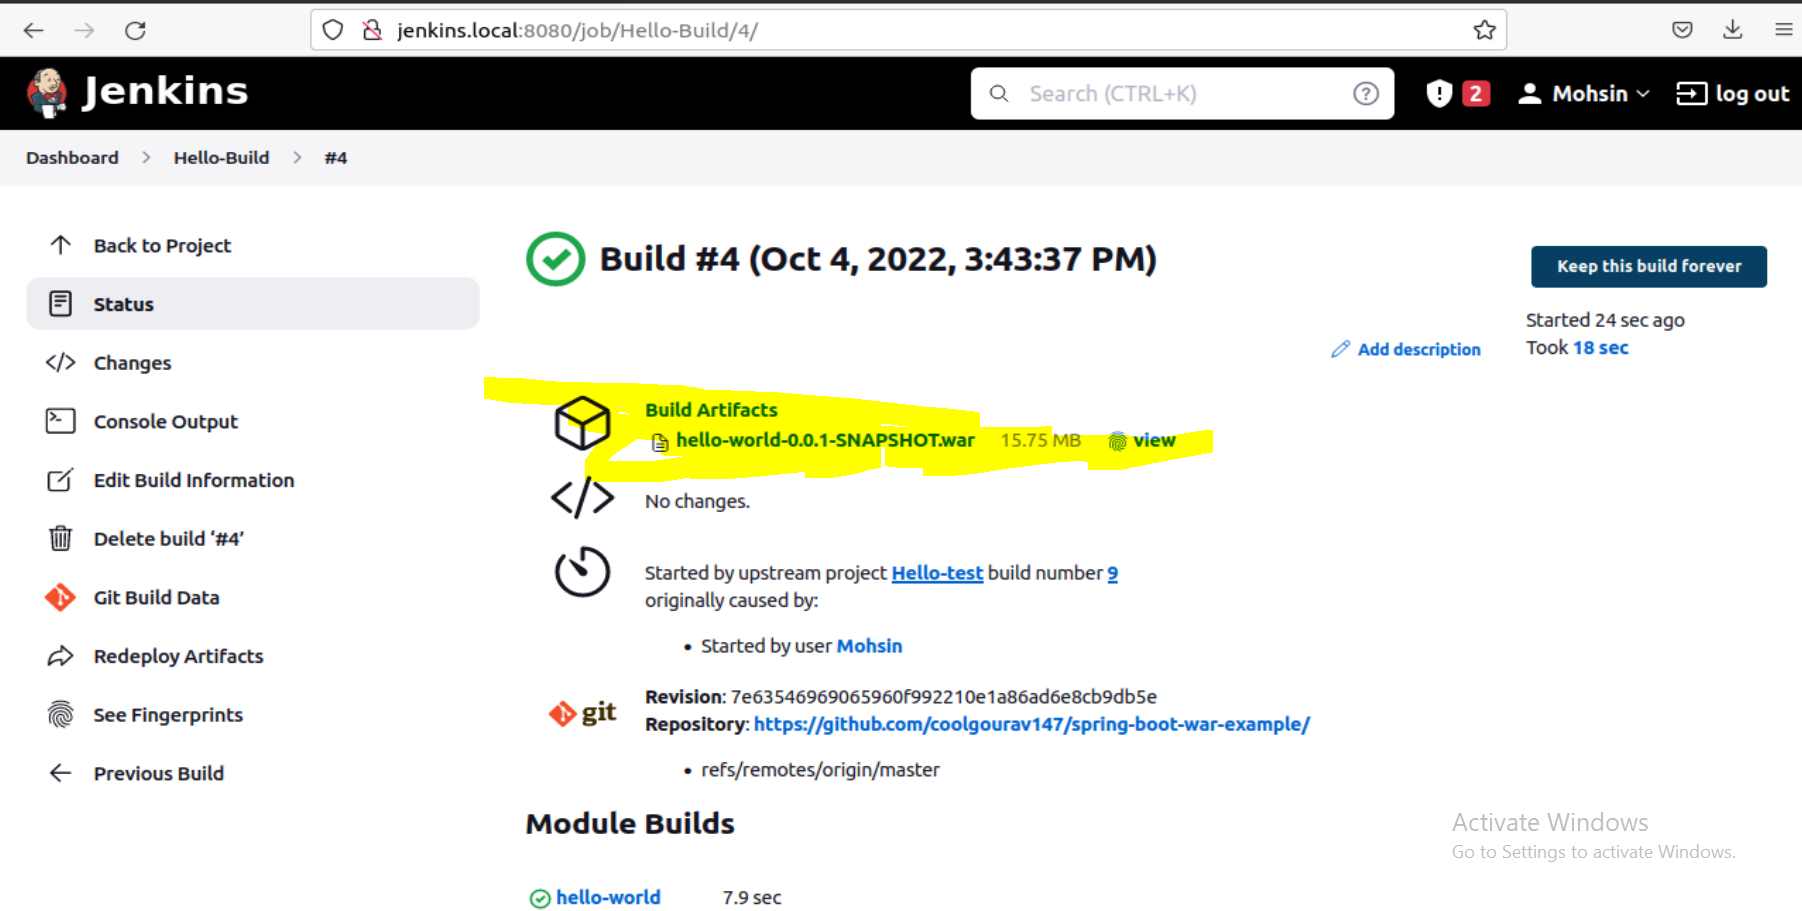 jenkins.local:8080/job/Hello-Build/4/
Jenkins
Search (CTRL+K)
2
Mohsin
log out
Dashboard > Hello-Build > #4
Back to Project
Status
Changes
Console Output
Edit Build Information
Delete build ‘#4’
Git Build Data
Redeploy Artifacts
See Fingerprints
Previous Build
Build #4 (Oct 4, 2022, 3:43:37 PM)
Keep this build forever
Started 24 sec ago
Took 18 sec
Add description
Build Artifacts
hello-world-0.0.1-SNAPSHOT.war 15.75 MB view
No changes.
Started by upstream project Hello-test build number 9
originally caused by:
• Started by user Mohsin
git
Revision: 7e63546969065960f992210e1a86ad6e8cb9db5e
Repository: https://github.com/coolgourav147/spring-boot-war-example/
• refs/remotes/origin/master
Module Builds
hello-world 7.9 sec
Activate Windows
Go to Settings to activate Windows.